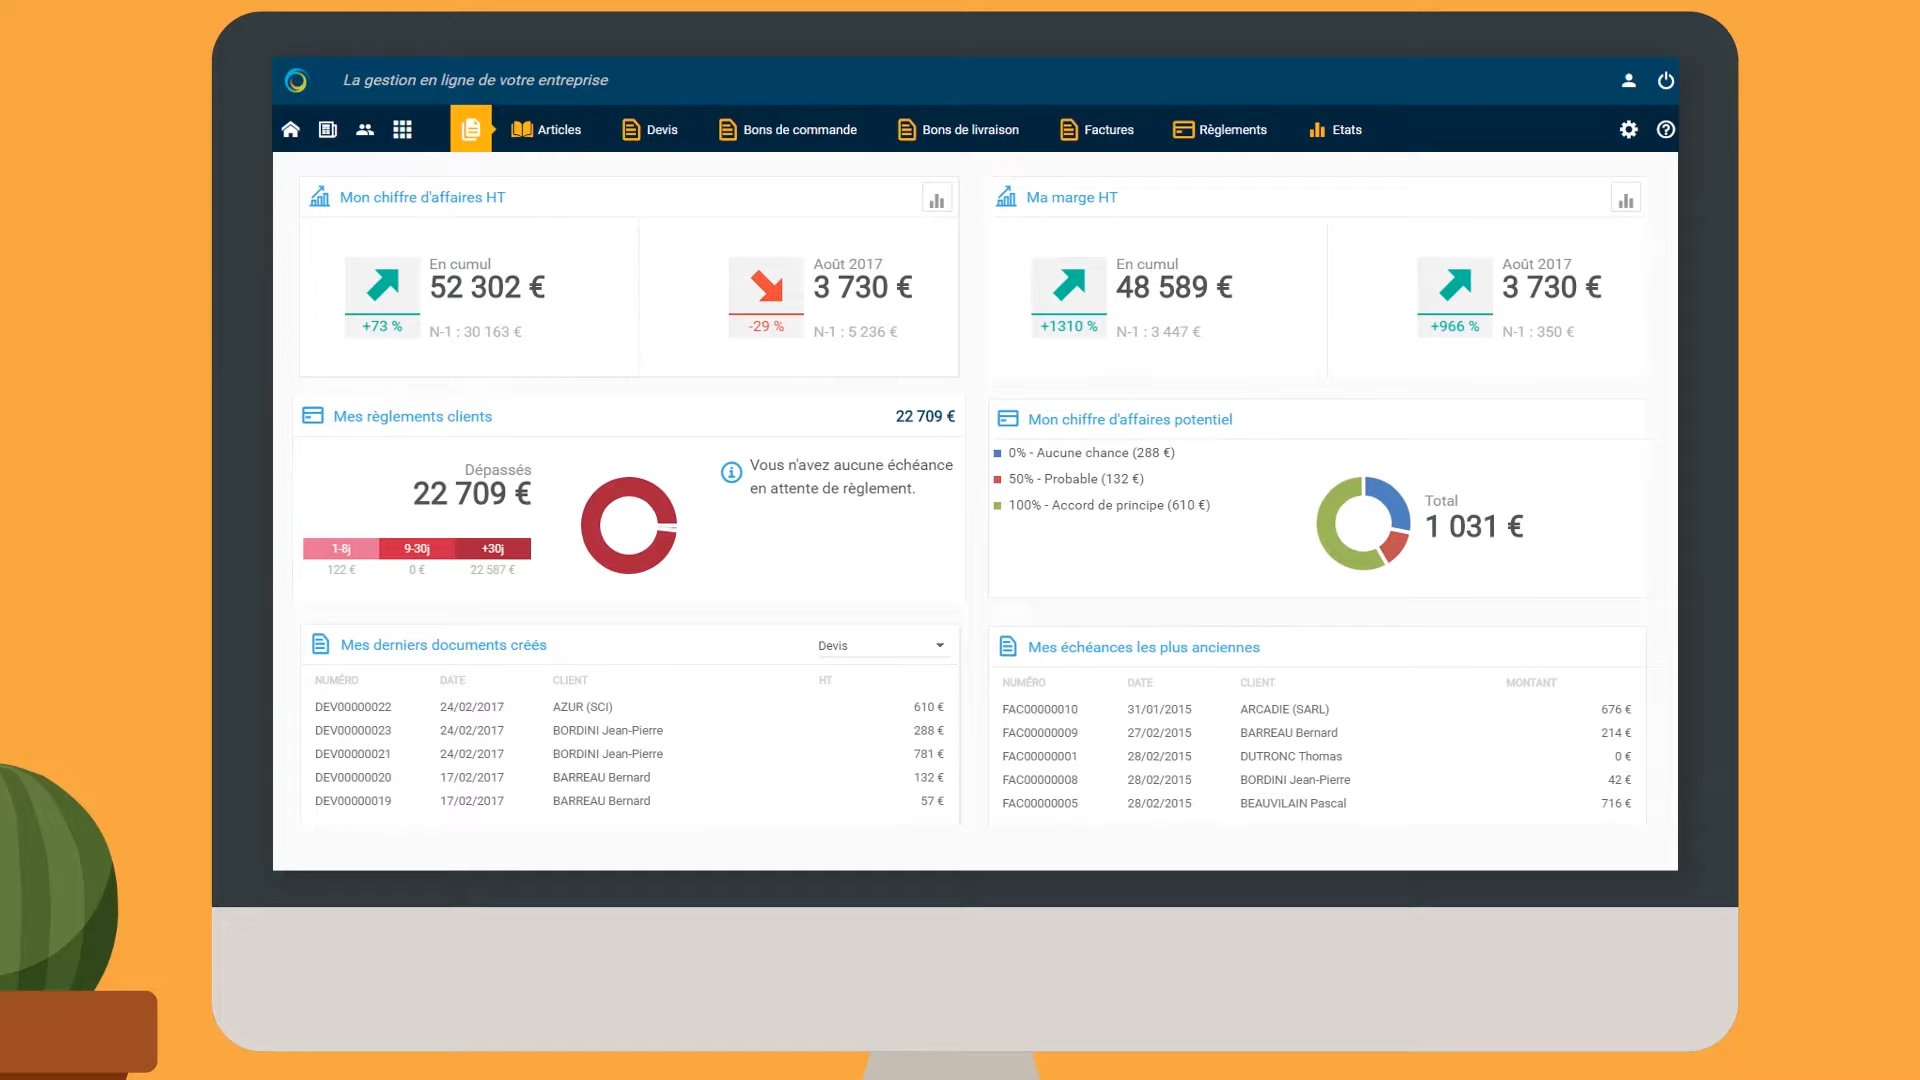 La gestion en ligne de votre entreprise
Articles
Devis
Bons de commande
Bons de livraison
Factures
Règlements
Etats
Mon chiffre d'affaires HT
En cumul
52 302 €
+73 %
N-1 : 30 163 €
Août 2017
3 730 €
-29 %
N-1 : 5 236 €
Ma marge HT
En cumul
48 589 €
+1310 %
N-1 : 3 447 €
Août 2017
3 730 €
+966 %
N-1 : 350 €
Mes règlements clients
22 709 €
Dépassés
22 709 €
1-8j 9-30j +30j
122 € 0 € 22 587 €
Vous n'avez aucune échéance
en attente de règlement.
Mon chiffre d'affaires potentiel
0% - Aucune chance (288 €)
50% - Probable (132 €)
100% - Accord de principe (610 €)
Total
1 031 €
Mes derniers documents créés
Devis
NUMÉRO DATE CLIENT HT
DEV00000022 24/02/2017 AZUR (SCI) 610 €
DEV00000023 24/02/2017 BORDINI Jean-Pierre 288 €
DEV00000021 24/02/2017 BORDINI Jean-Pierre 781 €
DEV00000020 17/02/2017 BARREAU Bernard 132 €
DEV00000019 17/02/2017 BARREAU Bernard 57 €
Mes échéances les plus anciennes
NUMÉRO DATE CLIENT MONTANT
FAC00000010 31/01/2015 ARCADIE (SARL) 676 €
FAC00000009 27/02/2015 BARREAU Bernard 214 €
FAC00000001 28/02/2015 DUTRONC Thomas 0 €
FAC00000008 28/02/2015 BORDINI Jean-Pierre 42 €
FAC00000005 28/02/2015 BEAUVILAIN Pascal 716 €